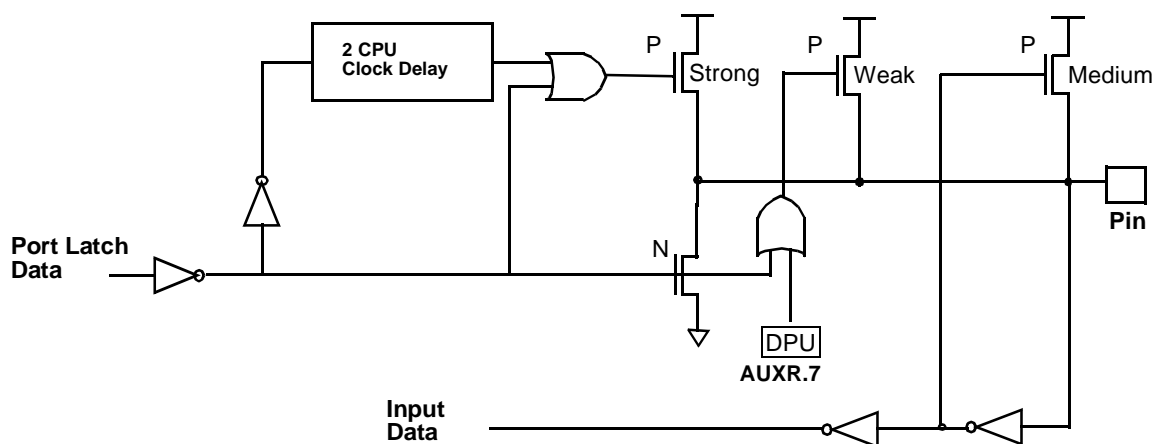 2 CPU
Clock Delay
P
Strong
P
Weak
P
Medium
Pin
Port Latch
Data
N
DPU
AUXR.7
Input
Data